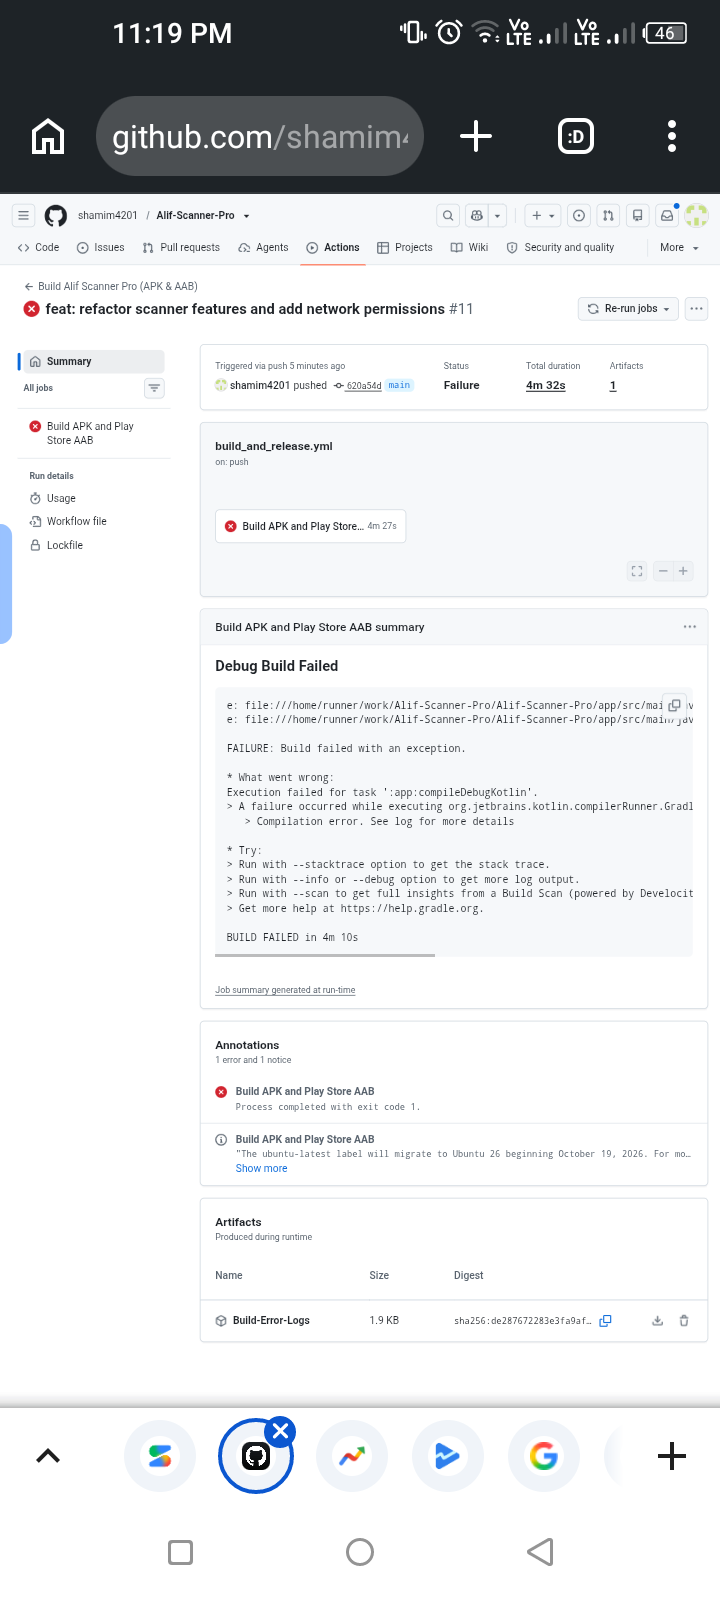 11:19 PM
Vo LTE
Vo LTE
46
github.com/shamim4
:D
shamim4201 / Alif-Scanner-Pro
Code
Issues
Pull requests
Agents
Actions
Projects
Wiki
Security and quality
More
Build Alif Scanner Pro (APK & AAB)
feat: refactor scanner features and add network permissions #11
Re-run jobs
Summary
All jobs
Build APK and Play
Store AAB
Run details
Usage
Workflow file
Lockfile
Triggered via push 5 minutes ago
shamim4201 pushed 620a54d main
Status
Failure
Total duration
4m 32s
Artifacts
1
build_and_release.yml
on: push
Build APK and Play Store... 4m 27s
Build APK and Play Store AAB summary
Debug Build Failed
e: file:///home/runner/work/Alif-Scanner-Pro/Alif-Scanner-Pro/app/src/mai
e: file:///home/runner/work/Alif-Scanner-Pro/Alif-Scanner-Pro/app/src/main/jav
FAILURE: Build failed with an exception.
* What went wrong:
Execution failed for task ':app:compileDebugKotlin'.
> A failure occurred while executing org.jetbrains.kotlin.compilerRunner.Gradl
> Compilation error. See log for more details
* Try:
> Run with --stacktrace option to get the stack trace.
> Run with --info or --debug option to get more log output.
> Run with --scan to get full insights from a Build Scan (powered by Develocit
> Get more help at https://help.gradle.org.
BUILD FAILED in 4m 10s
Job summary generated at run-time
Annotations
1 error and 1 notice
Build APK and Play Store AAB
Process completed with exit code 1.
Build APK and Play Store AAB
"The ubuntu-latest label will migrate to Ubuntu 26 beginning October 19, 2026. For mo…
Show more
Artifacts
Produced during runtime
Name
Size
Digest
Build-Error-Logs
1.9 KB
sha256:de287672283e3fa9af…